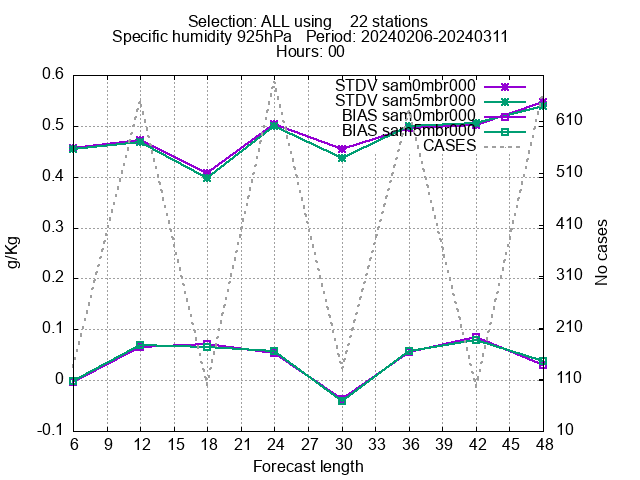 Selection: ALL using    22 stations
Specific humidity 925hPa   Period: 20240206-20240311
Hours: 00
STDV sam0mbr000
STDV sam5mbr000
BIAS sam0mbr000
BIAS sam5mbr000
CASES
g/Kg
0.6
0.5
0.4
0.3
0.2
0.1
0
-0.1
610
510
410
310
210
110
10
No cases
6 9 12 15 18 21 24 27 30 33 36 39 42 45 48
Forecast length